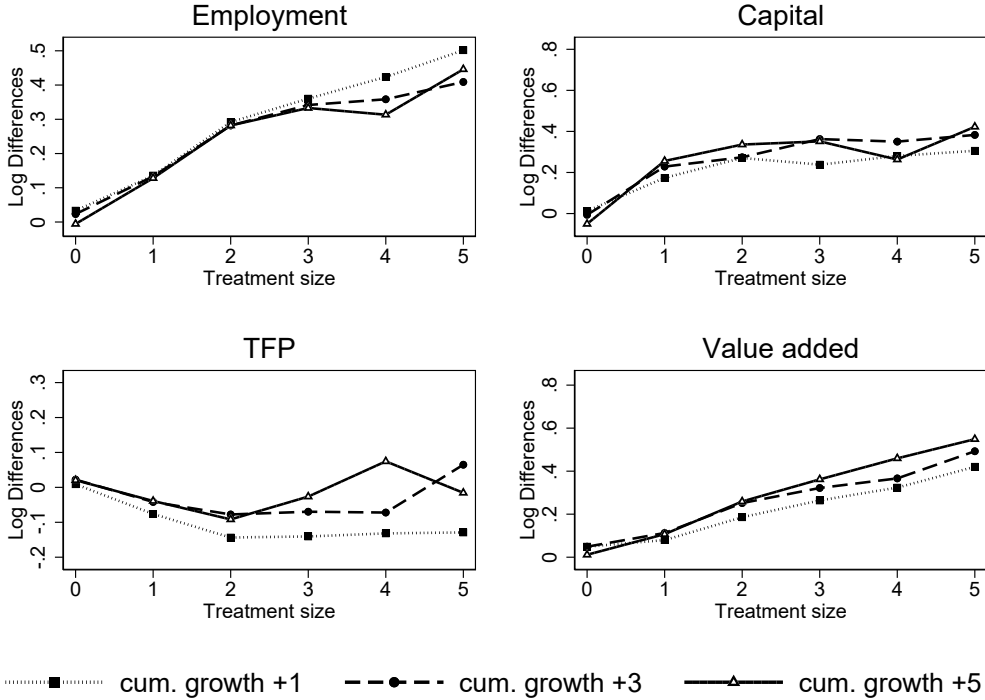 Employment
Log Differences
0 .1 .2 .3 .4 .5
0 1 2 3 4 5
Treatment size
Capital
Log Differences
0 .2 .4 .6 .8
0 1 2 3 4 5
Treatment size
TFP
Log Differences
-.2 -.1 0 .1 .2 .3
0 1 2 3 4 5
Treatment size
Value added
Log Differences
0 .2 .4 .6 .8
0 1 2 3 4 5
Treatment size
cum. growth +1 cum. growth +3 cum. growth +5